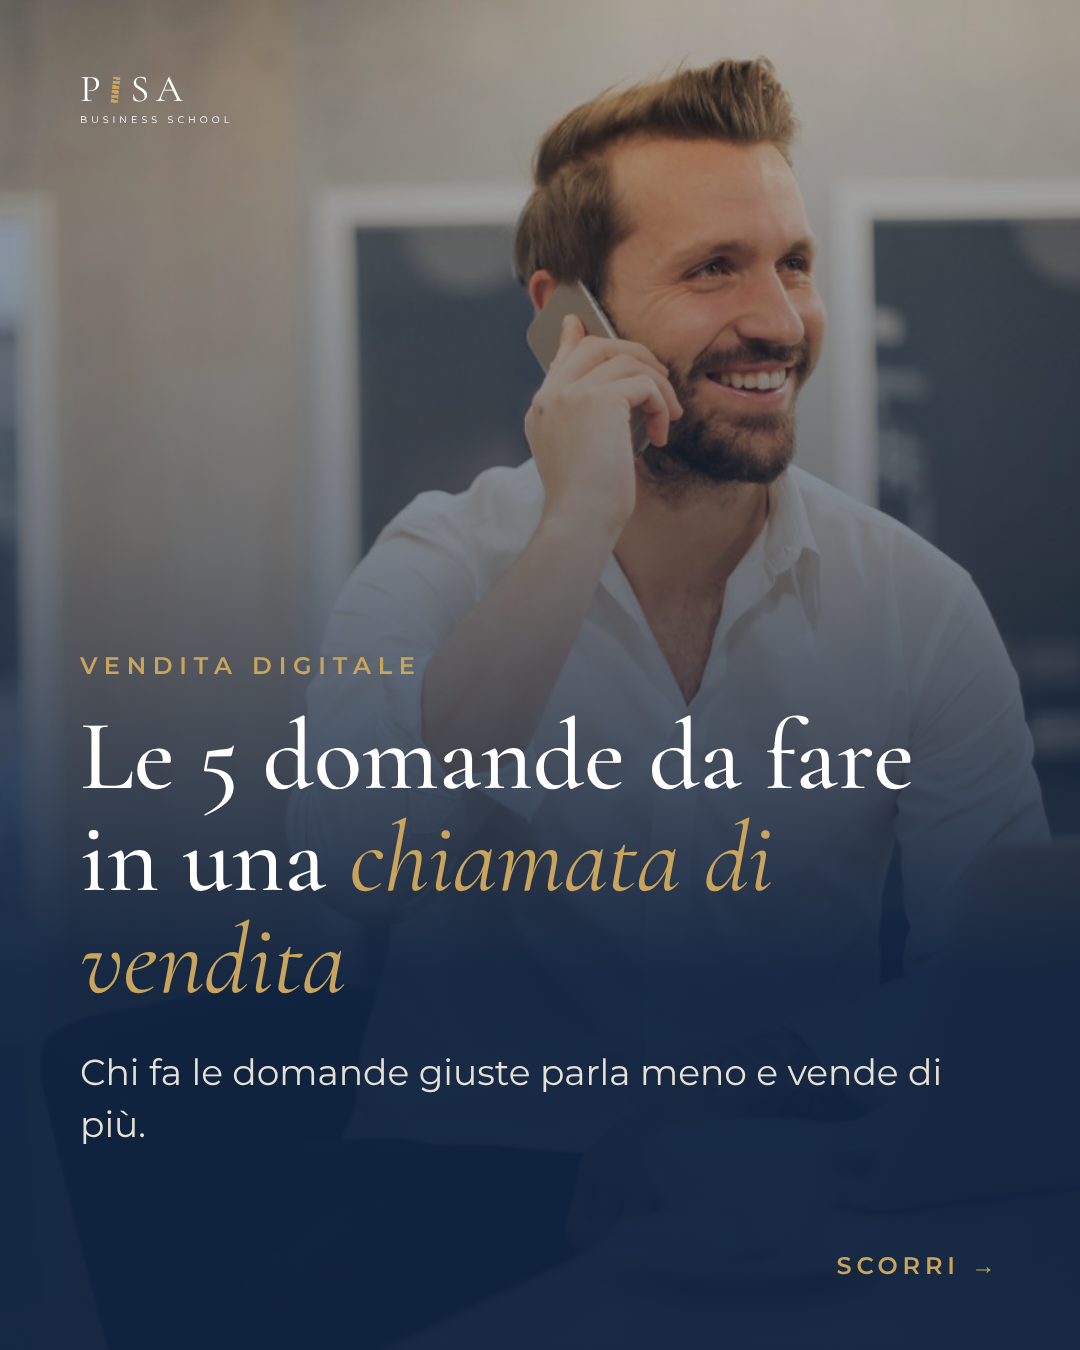 PISA
BUSINESS SCHOOL
VENDITA DIGITALE
Le 5 domande da fare
in una chiamata di
vendita
Chi fa le domande giuste parla meno e vende di
più.
SCORRI →